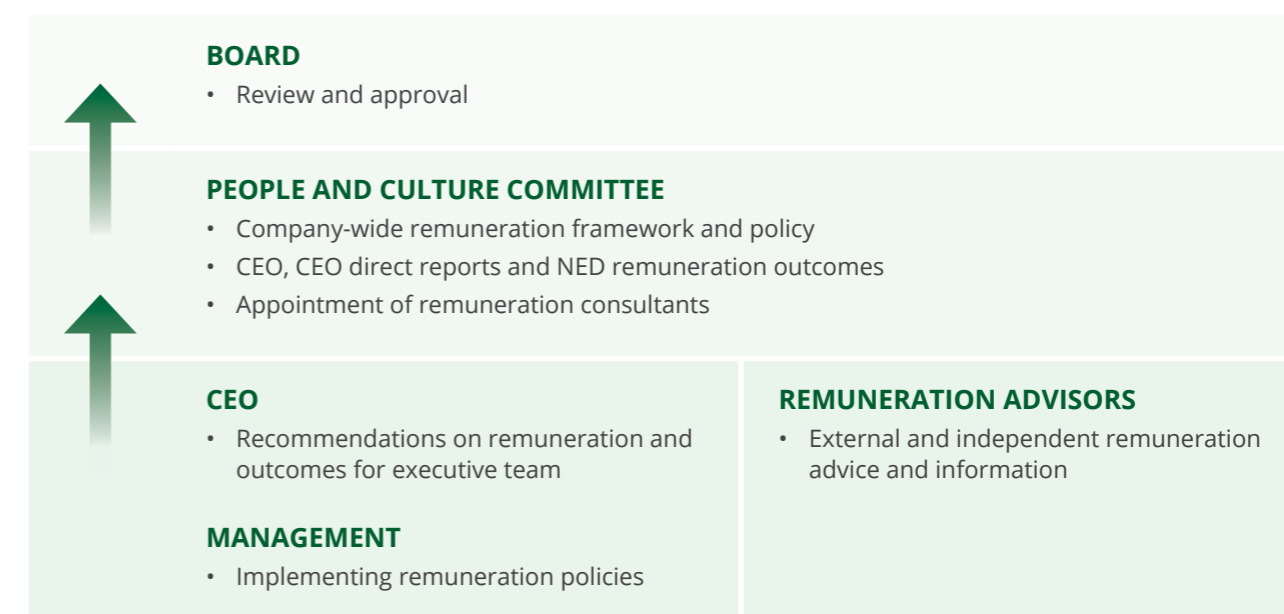 BOARD
• Review and approval
PEOPLE AND CULTURE COMMITTEE
• Company-wide remuneration framework and policy
• CEO, CEO direct reports and NED remuneration outcomes
• Appointment of remuneration consultants
CEO
• Recommendations on remuneration and
outcomes for executive team
MANAGEMENT
• Implementing remuneration policies
REMUNERATION ADVISORS
• External and independent remuneration
advice and information